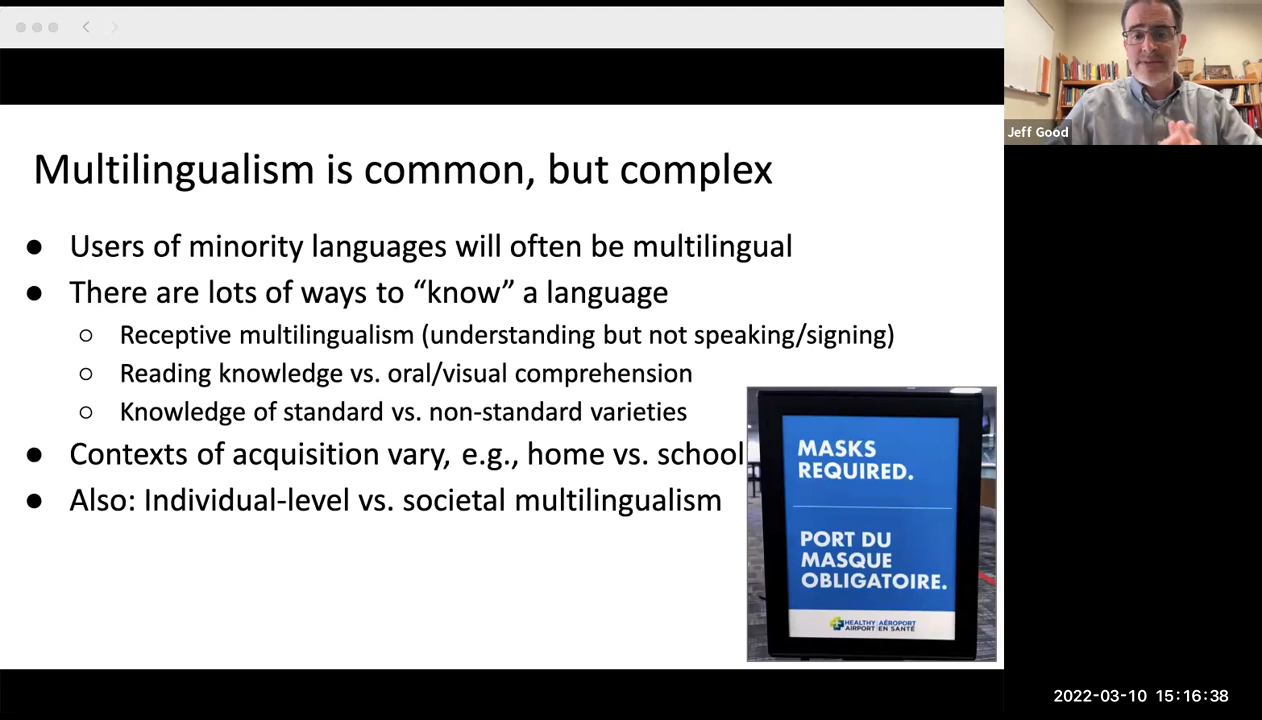 Multilingualism is common, but complex
● Users of minority languages will often be multilingual
● There are lots of ways to “know” a language
○ Receptive multilingualism (understanding but not speaking/signing)
○ Reading knowledge vs. oral/visual comprehension
○ Knowledge of standard vs. non-standard varieties
● Contexts of acquisition vary, e.g., home vs. school
● Also: Individual-level vs. societal multilingualism
MASKS
REQUIRED.
PORT DU
MASQUE
OBLIGATOIRE.
HEALTHY AÉROPORT
AIRPORT EN SANTÉ
Jeff Good
2022-03-10 15:16:38